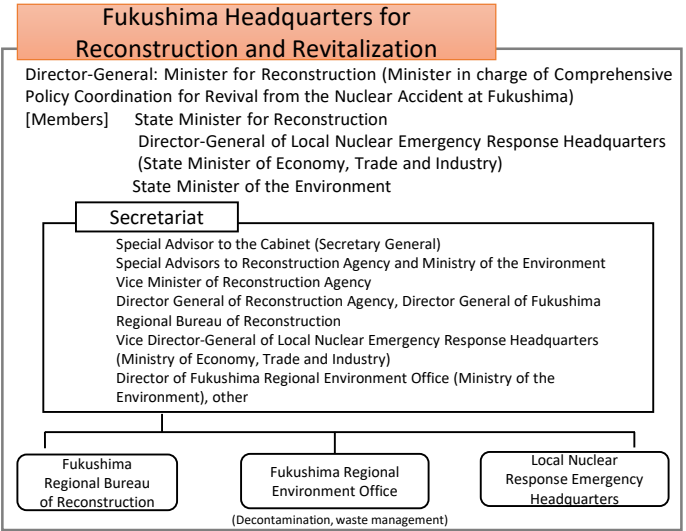 Fukushima Headquarters for
Reconstruction and Revitalization
Director-General: Minister for Reconstruction (Minister in charge of Comprehensive
Policy Coordination for Revival from the Nuclear Accident at Fukushima)
[Members] State Minister for Reconstruction
Director-General of Local Nuclear Emergency Response Headquarters
(State Minister of Economy, Trade and Industry)
State Minister of the Environment
Secretariat
Special Advisor to the Cabinet (Secretary General)
Special Advisors to Reconstruction Agency and Ministry of the Environment
Vice Minister of Reconstruction Agency
Director General of Reconstruction Agency, Director General of Fukushima
Regional Bureau of Reconstruction
Vice Director-General of Local Nuclear Emergency Response Headquarters
(Ministry of Economy, Trade and Industry)
Director of Fukushima Regional Environment Office (Ministry of the
Environment), other
Fukushima
Regional Bureau
of Reconstruction
Fukushima Regional
Environment Office
(Decontamination, waste management)
Local Nuclear
Response Emergency
Headquarters